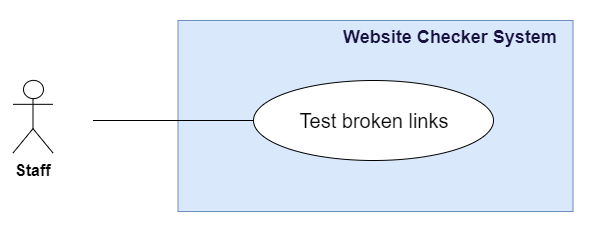 Website Checker System
Test broken links
Staff